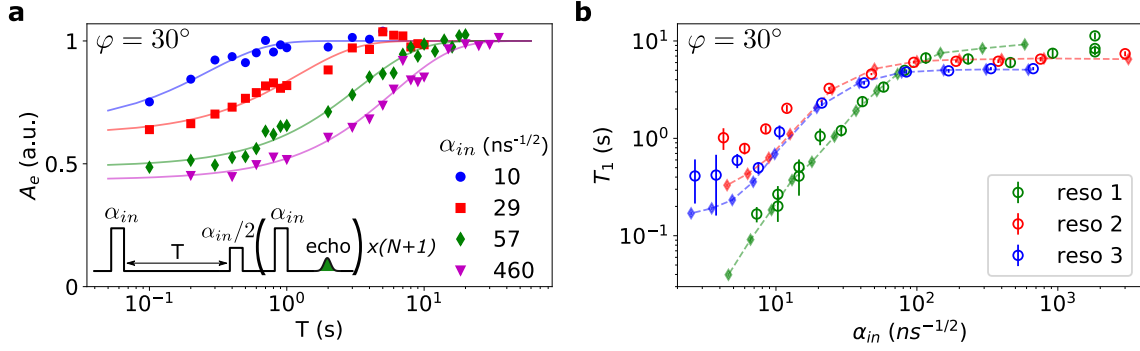 a
φ = 30°
1
0.5
0
A_e (a.u.)
α_in (ns^-1/2)
10
29
57
460
α_in
T
α_in/2
α_in
echo
x(N+1)
10^-1
10^0
10^1
T (s)
b
φ = 30°
10^1
10^0
10^-1
T_1 (s)
reso 1
reso 2
reso 3
10^1
10^2
10^3
α_in (ns^-1/2)